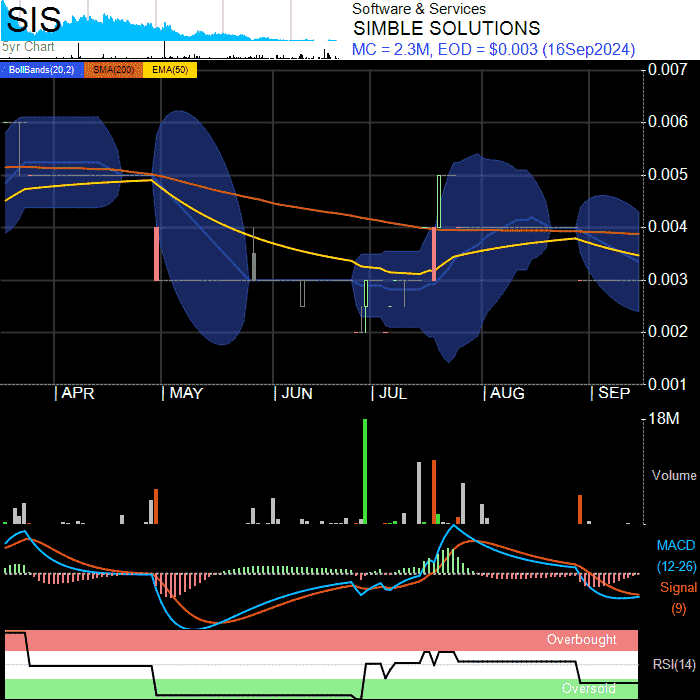 SIS
5yr Chart
Software & Services
SIMBLE SOLUTIONS
MC = 2.3M, EOD = $0.003 (16Sep2024)
BollBands(20,2) SMA(200) EMA(50)
0.007
0.006
0.005
0.004
0.003
0.002
0.001
| APR | MAY | JUN | JUL | AUG | SEP
18M
Volume
MACD
(12-26)
Signal
(9)
Overbought
RSI(14)
Oversold